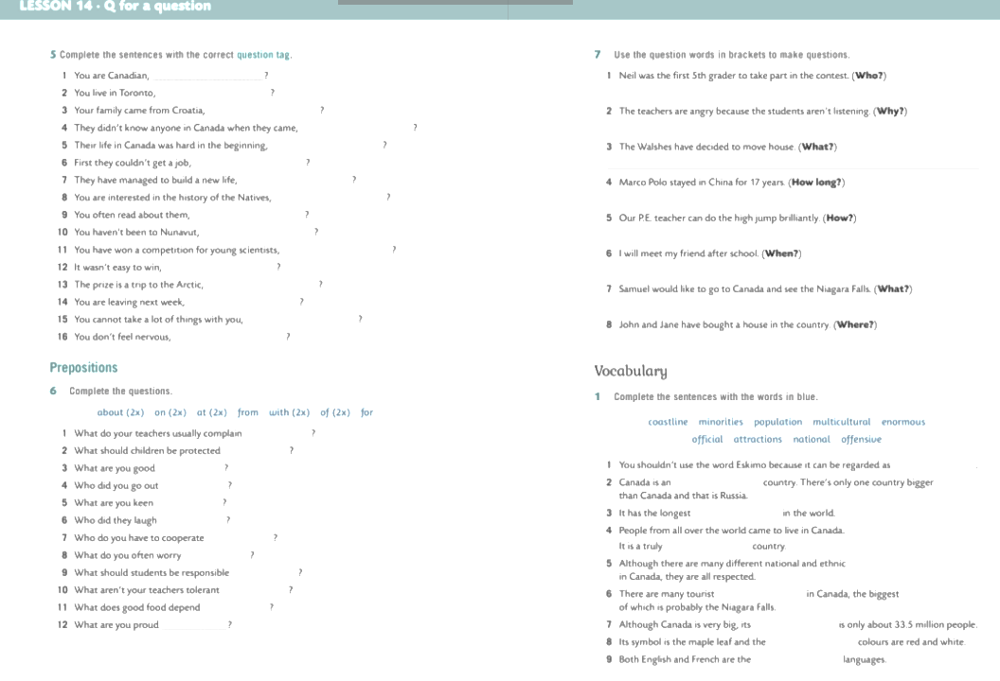 LESSON 14 · Q for a question
5 Complete the sentences with the correct question tag.
1 You are Canadian, ?
2 You live in Toronto, ?
3 Your family came from Croatia, ?
4 They didn't know anyone in Canada when they came, ?
5 Their life in Canada was hard in the beginning, ?
6 First they couldn't get a job, ?
7 They have managed to build a new life, ?
8 You are interested in the history of the Natives, ?
9 You often read about them, ?
10 You haven't been to Nunavut, ?
11 You have won a competition for young scientists, ?
12 It wasn't easy to win, ?
13 The prize is a trip to the Arctic, ?
14 You are leaving next week, ?
15 You cannot take a lot of things with you, ?
16 You don't feel nervous, ?
Prepositions
6 Complete the questions.
about (2x) on (2x) at (2x) from with (2x) of (2x) for
1 What do your teachers usually complain ?
2 What should children be protected ?
3 What are you good ?
4 Who did you go out ?
5 What are you keen ?
6 Who did they laugh ?
7 Who do you have to cooperate ?
8 What do you often worry ?
9 What should students be responsible ?
10 What aren't your teachers tolerant ?
11 What does good food depend ?
12 What are you proud ?
7 Use the question words in brackets to make questions.
1 Neil was the first 5th grader to take part in the contest. (Who?)
2 The teachers are angry because the students aren't listening. (Why?)
3 The Walshes have decided to move house. (What?)
4 Marco Polo stayed in China for 17 years. (How long?)
5 Our P.E. teacher can do the high jump brilliantly. (How?)
6 I will meet my friend after school. (When?)
7 Samuel would like to go to Canada and see the Niagara Falls. (What?)
8 John and Jane have bought a house in the country. (Where?)
Vocabulary
1 Complete the sentences with the words in blue.
coastline minorities population multicultural enormous
official attractions national offensive
1 You shouldn't use the word Eskimo because it can be regarded as .
2 Canada is an country. There's only one country bigger
than Canada and that is Russia.
3 It has the longest in the world.
4 People from all over the world came to live in Canada.
It is a truly country.
5 Although there are many different national and ethnic
in Canada, they are all respected.
6 There are many tourist in Canada, the biggest
of which is probably the Niagara Falls.
7 Although Canada is very big, its is only about 33.5 million people.
8 Its symbol is the maple leaf and the colours are red and white.
9 Both English and French are the languages.